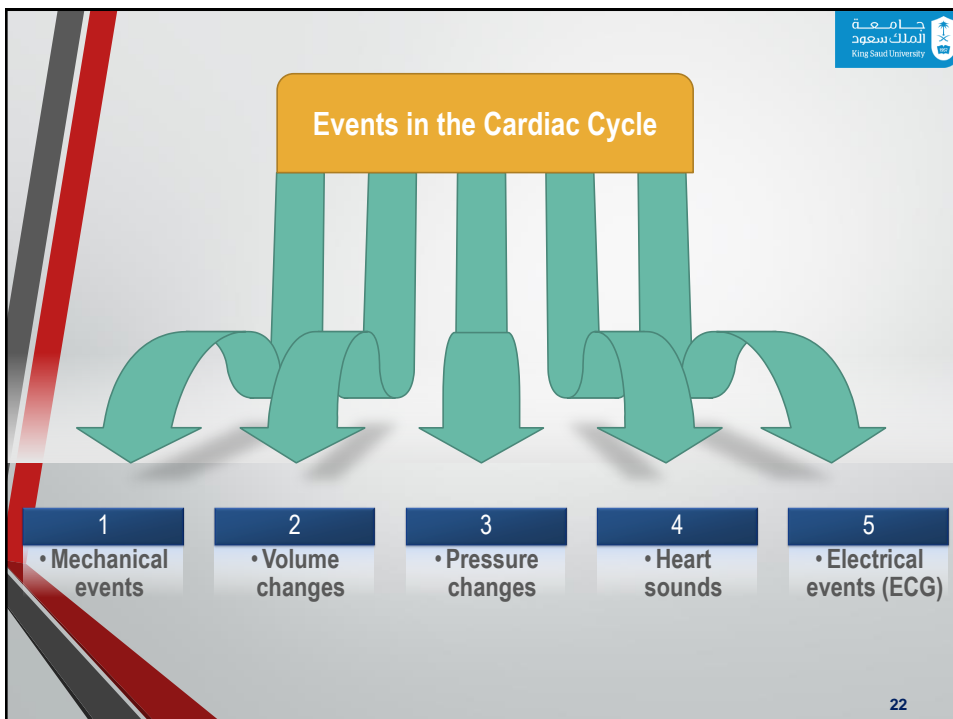 جـــامــعــة
الملك سعود
King Saud University
Events in the Cardiac Cycle
1
• Mechanical
events
2
• Volume
changes
3
• Pressure
changes
4
• Heart
sounds
5
• Electrical
events (ECG)
22